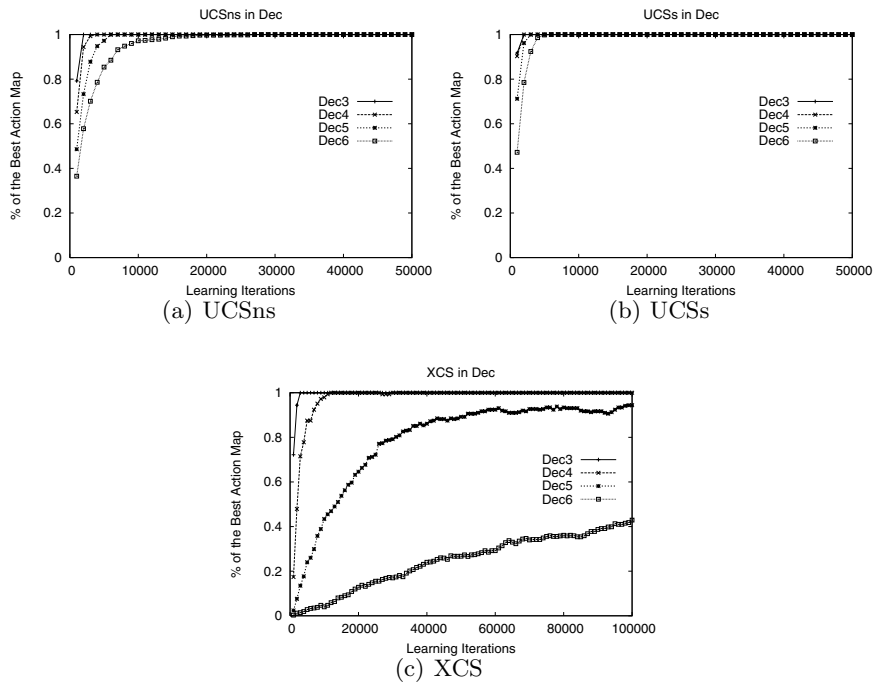 UCSns in Dec
% of the Best Action Map
1
0.8
0.6
0.4
0.2
0
Dec3
Dec4
Dec5
Dec6
0 10000 20000 30000 40000 50000
Learning Iterations
(a) UCSns
UCSs in Dec
% of the Best Action Map
1
0.8
0.6
0.4
0.2
0
Dec3
Dec4
Dec5
Dec6
0 10000 20000 30000 40000 50000
Learning Iterations
(b) UCSs
XCS in Dec
% of the Best Action Map
1
0.8
0.6
0.4
0.2
0
Dec3
Dec4
Dec5
Dec6
0 20000 40000 60000 80000 100000
Learning Iterations
(c) XCS